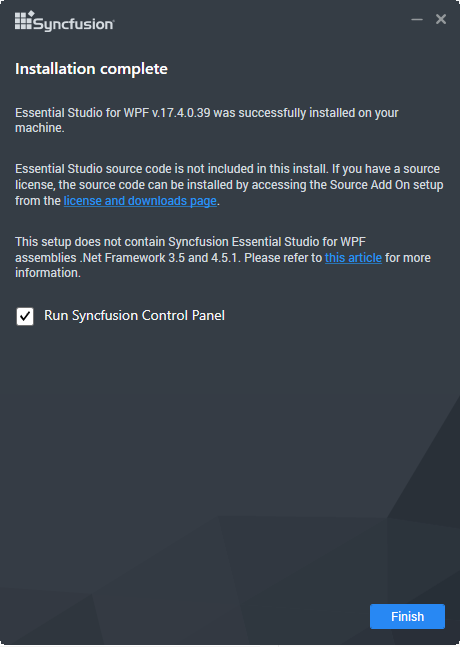 Syncfusion
Installation complete
Essential Studio for WPF v.17.4.0.39 was successfully installed on your
machine.
Essential Studio source code is not included in this install. If you have a source
license, the source code can be installed by accessing the Source Add On setup
from the license and downloads page.
This setup does not contain Syncfusion Essential Studio for WPF
assemblies .Net Framework 3.5 and 4.5.1. Please refer to this article for more
information.
Run Syncfusion Control Panel
Finish